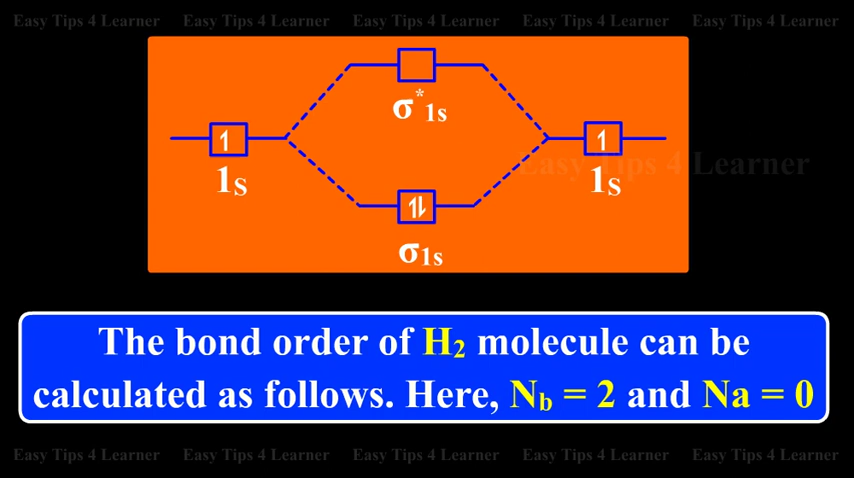 Easy Tips 4 Learner Easy Tips 4 Learner Easy Tips 4 Learner Easy Tips 4 Learner Easy Tips 4 Learner
σ*1s
1 1
Easy Tips 4 Learner
1s 1s
1⇂
σ1s
The bond order of H₂ molecule can be
calculated as follows. Here, Nb = 2 and Na = 0
Easy Tips 4 Learner Easy Tips 4 Learner Easy Tips 4 Learner Easy Tips 4 Learner Easy Tips 4 Learner